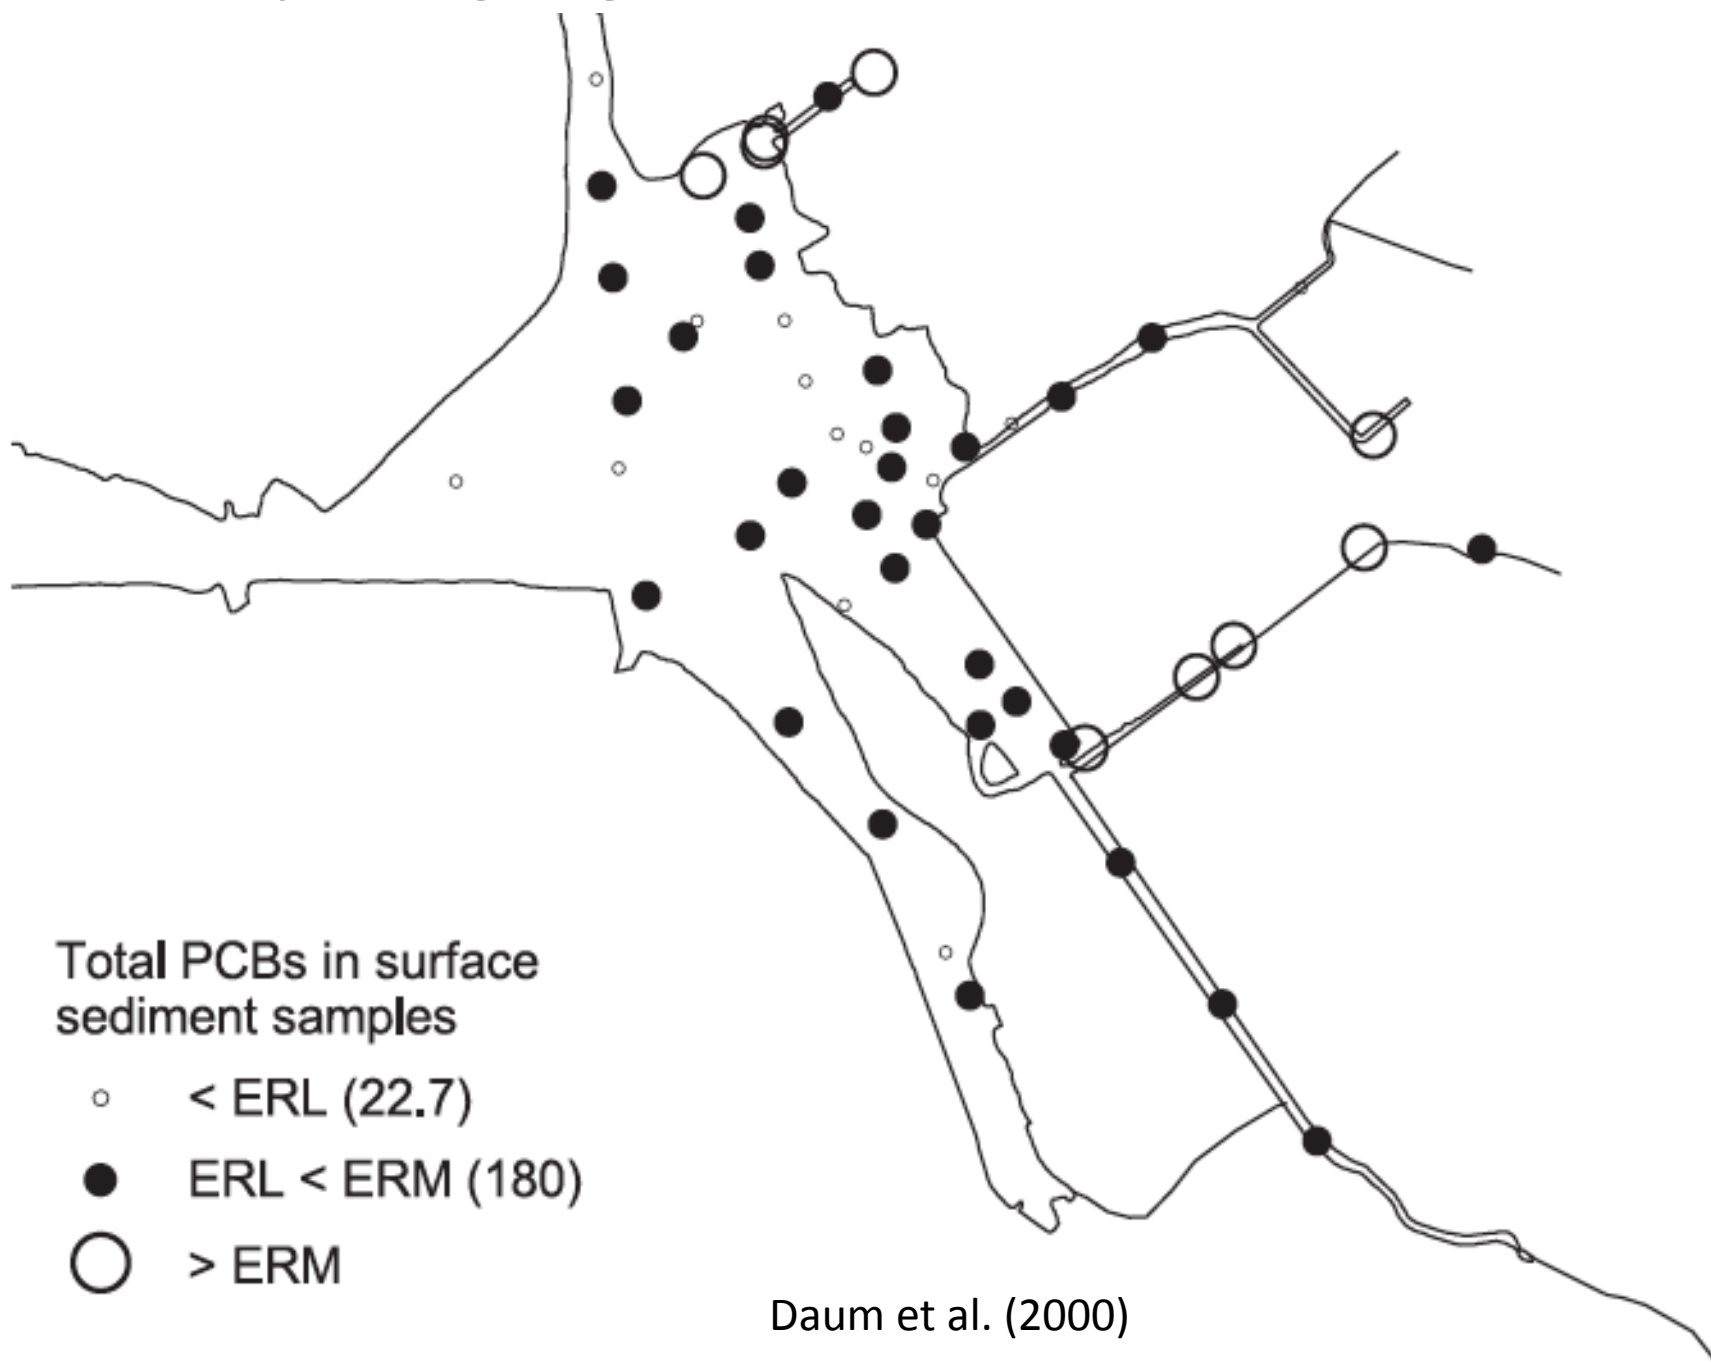 Total PCBs in surface
sediment samples
< ERL (22.7)
ERL < ERM (180)
> ERM
Daum et al. (2000)